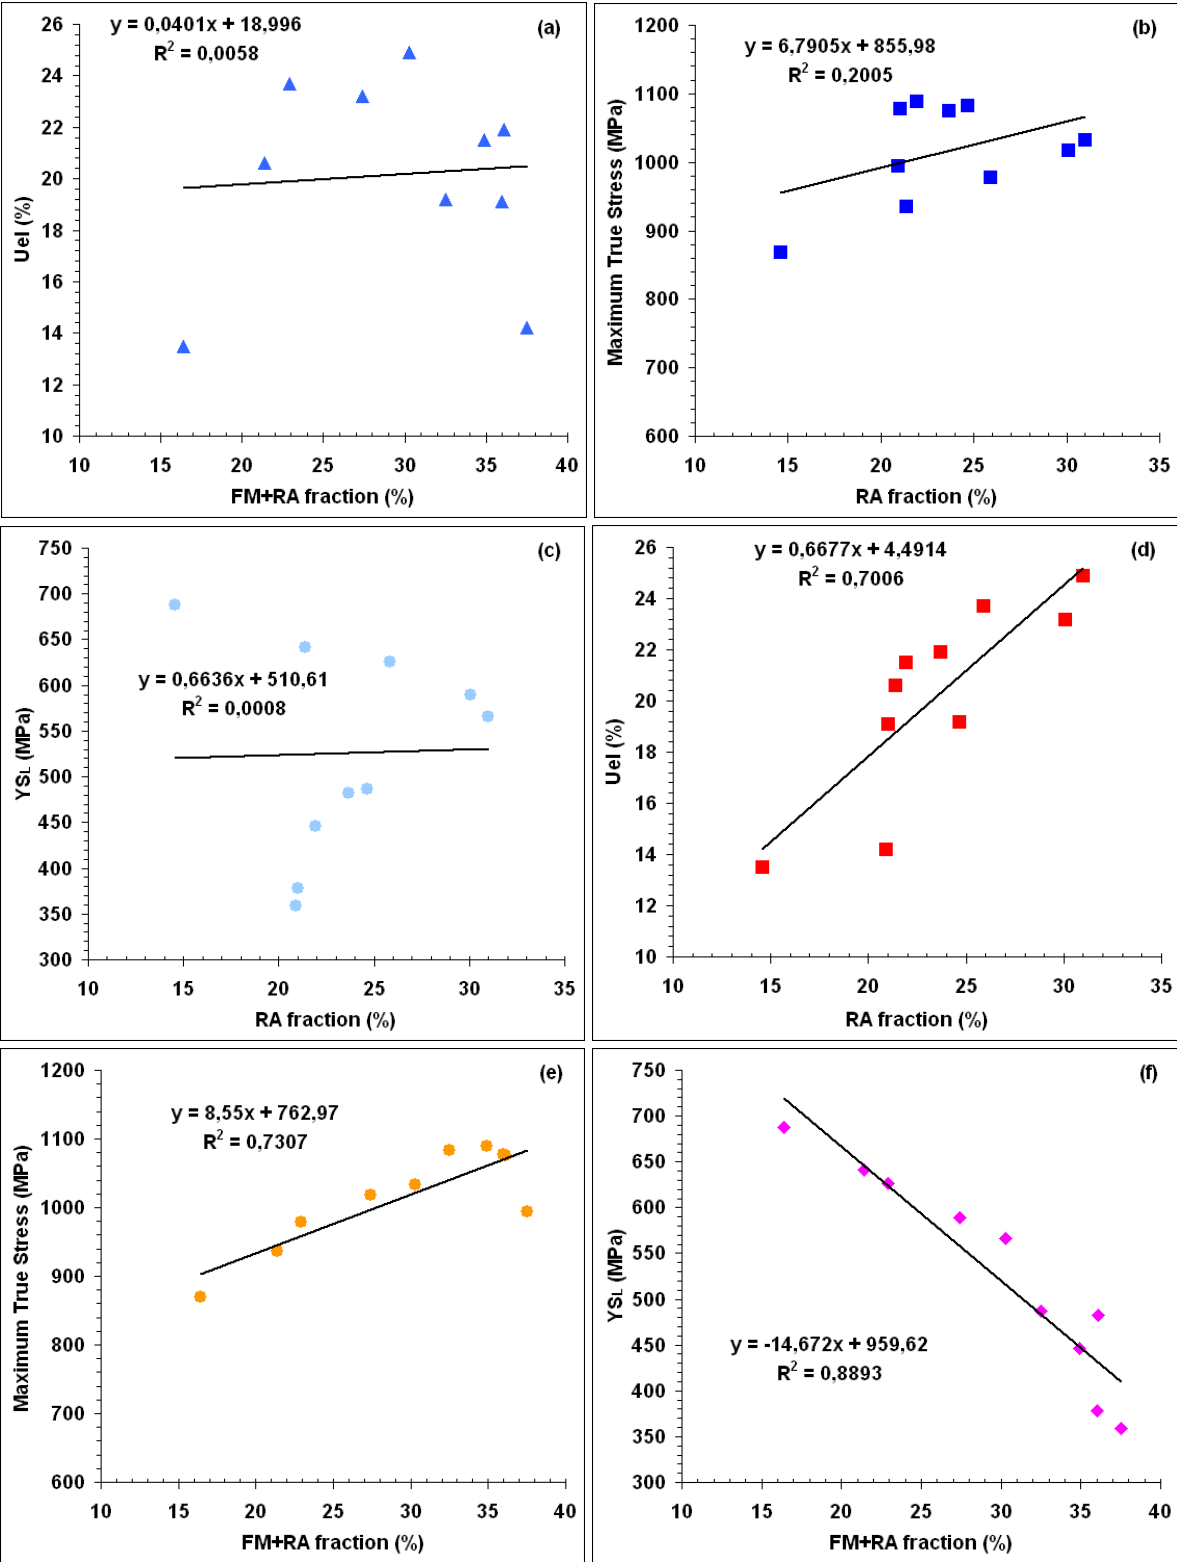 y = 0,0401x + 18,996
R² = 0,0058
(a)
26
24
22
20
18
16
14
12
10
Uel (%)
10 15 20 25 30 35 40
FM+RA fraction (%)
y = 6,7905x + 855,98
R² = 0,2005
(b)
1200
1100
1000
900
800
700
600
Maximum True Stress (MPa)
10 15 20 25 30 35
RA fraction (%)
(c)
750
700
650
600
550
500
450
400
350
300
y = 0,6636x + 510,61
R² = 0,0008
YSL (MPa)
10 15 20 25 30 35
RA fraction (%)
y = 0,6677x + 4,4914
R² = 0,7006
(d)
26
24
22
20
18
16
14
12
10
Uel (%)
10 15 20 25 30 35
RA fraction (%)
(e)
y = 8,55x + 762,97
R² = 0,7307
1200
1100
1000
900
800
700
600
Maximum True Stress (MPa)
10 15 20 25 30 35 40
FM+RA fraction (%)
(f)
750
700
650
600
550
500
450
400
350
300
YSL (MPa)
y = -14,672x + 959,62
R² = 0,8893
10 15 20 25 30 35 40
FM+RA fraction (%)